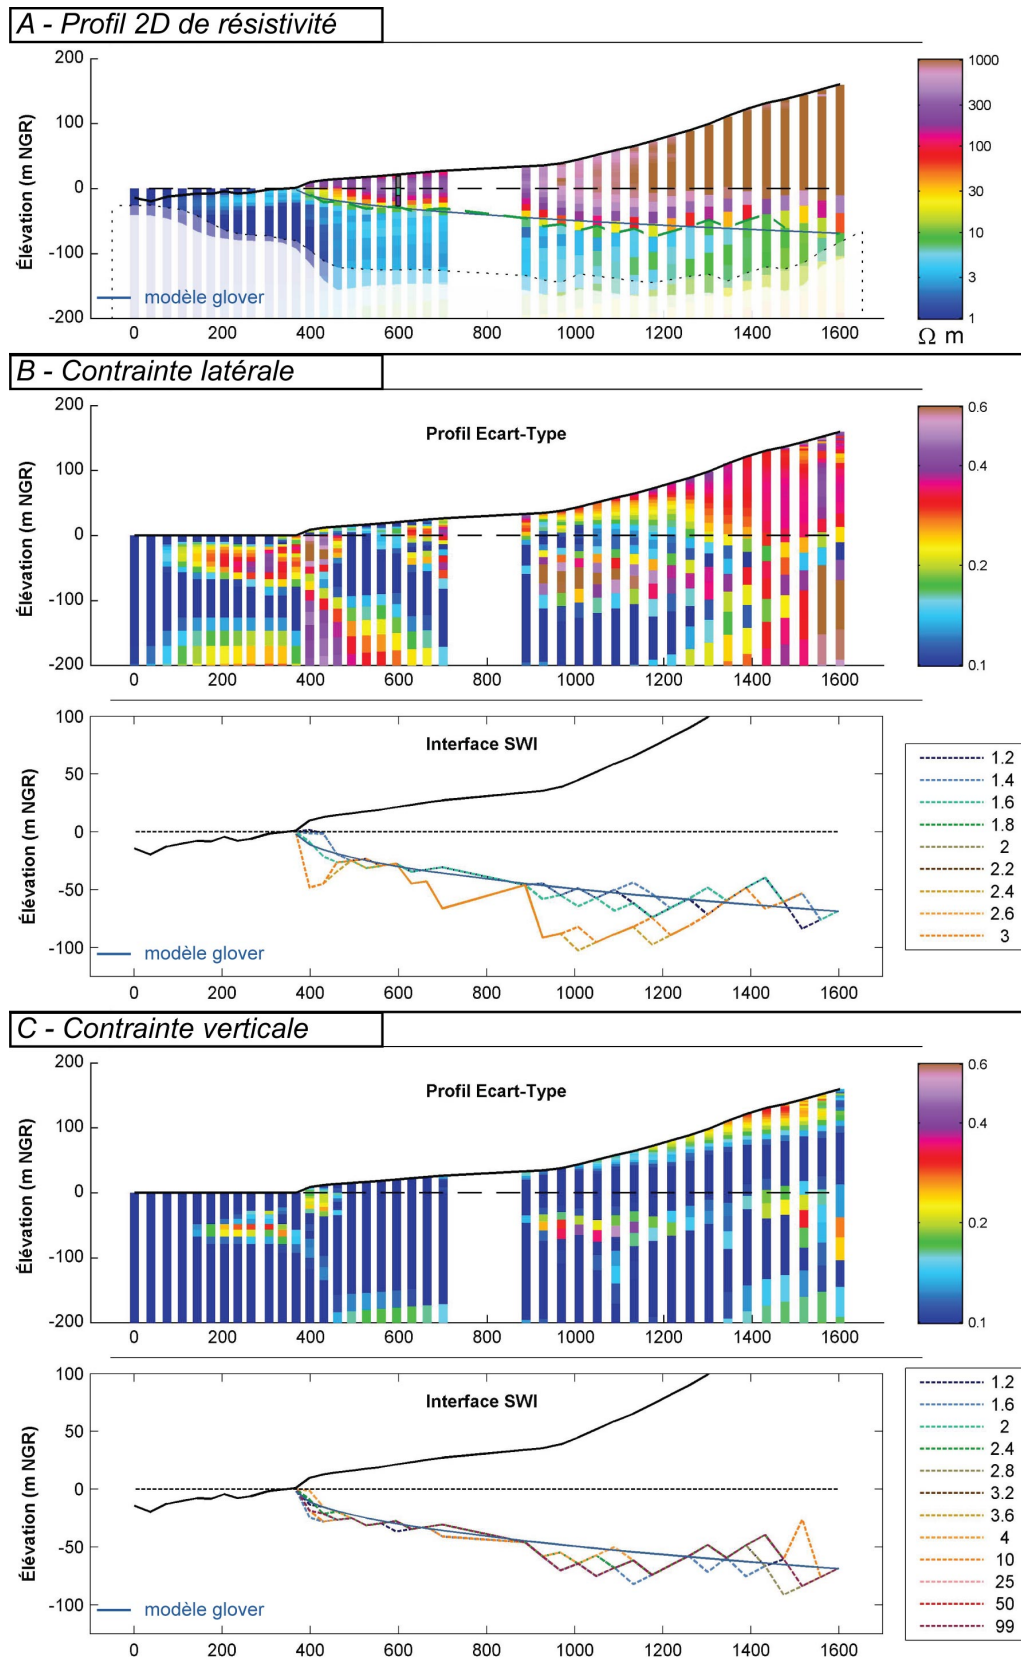 A - Profil 2D de résistivité
200
100
0
-100
-200
Élévation (m NGR)
modèle glover
0 200 400 600 800 1000 1200 1400 1600
1000
300
100
30
10
3
1
Ω m
B - Contrainte latérale
Profil Ecart-Type
200
100
0
-100
-200
Élévation (m NGR)
0 200 400 600 800 1000 1200 1400 1600
0.6
0.4
0.2
0.1
Interface SWI
100
50
0
-50
-100
Élévation (m NGR)
modèle glover
0 200 400 600 800 1000 1200 1400 1600
1.2
1.4
1.6
1.8
2
2.2
2.4
2.6
3
C - Contrainte verticale
Profil Ecart-Type
200
100
0
-100
-200
Élévation (m NGR)
0 200 400 600 800 1000 1200 1400 1600
0.6
0.4
0.2
0.1
Interface SWI
100
50
0
-50
-100
Élévation (m NGR)
modèle glover
0 200 400 600 800 1000 1200 1400 1600
1.2
1.6
2
2.4
2.8
3.2
3.6
4
10
25
50
99